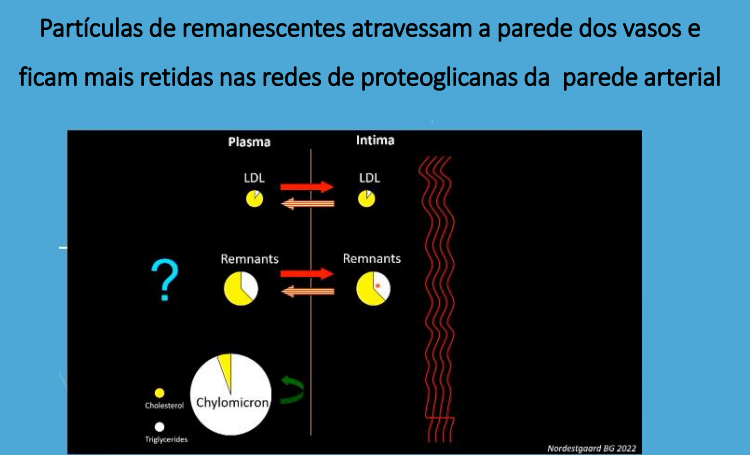 Partículas de remanescentes atravessam a parede dos vasos e
ficam mais retidas nas redes de proteoglicanas da parede arterial
Plasma
Intima
LDL
LDL
Remnants
Remnants
?
Chylomicron
Cholesterol
Triglycerides
Nordestgaard BG 2022